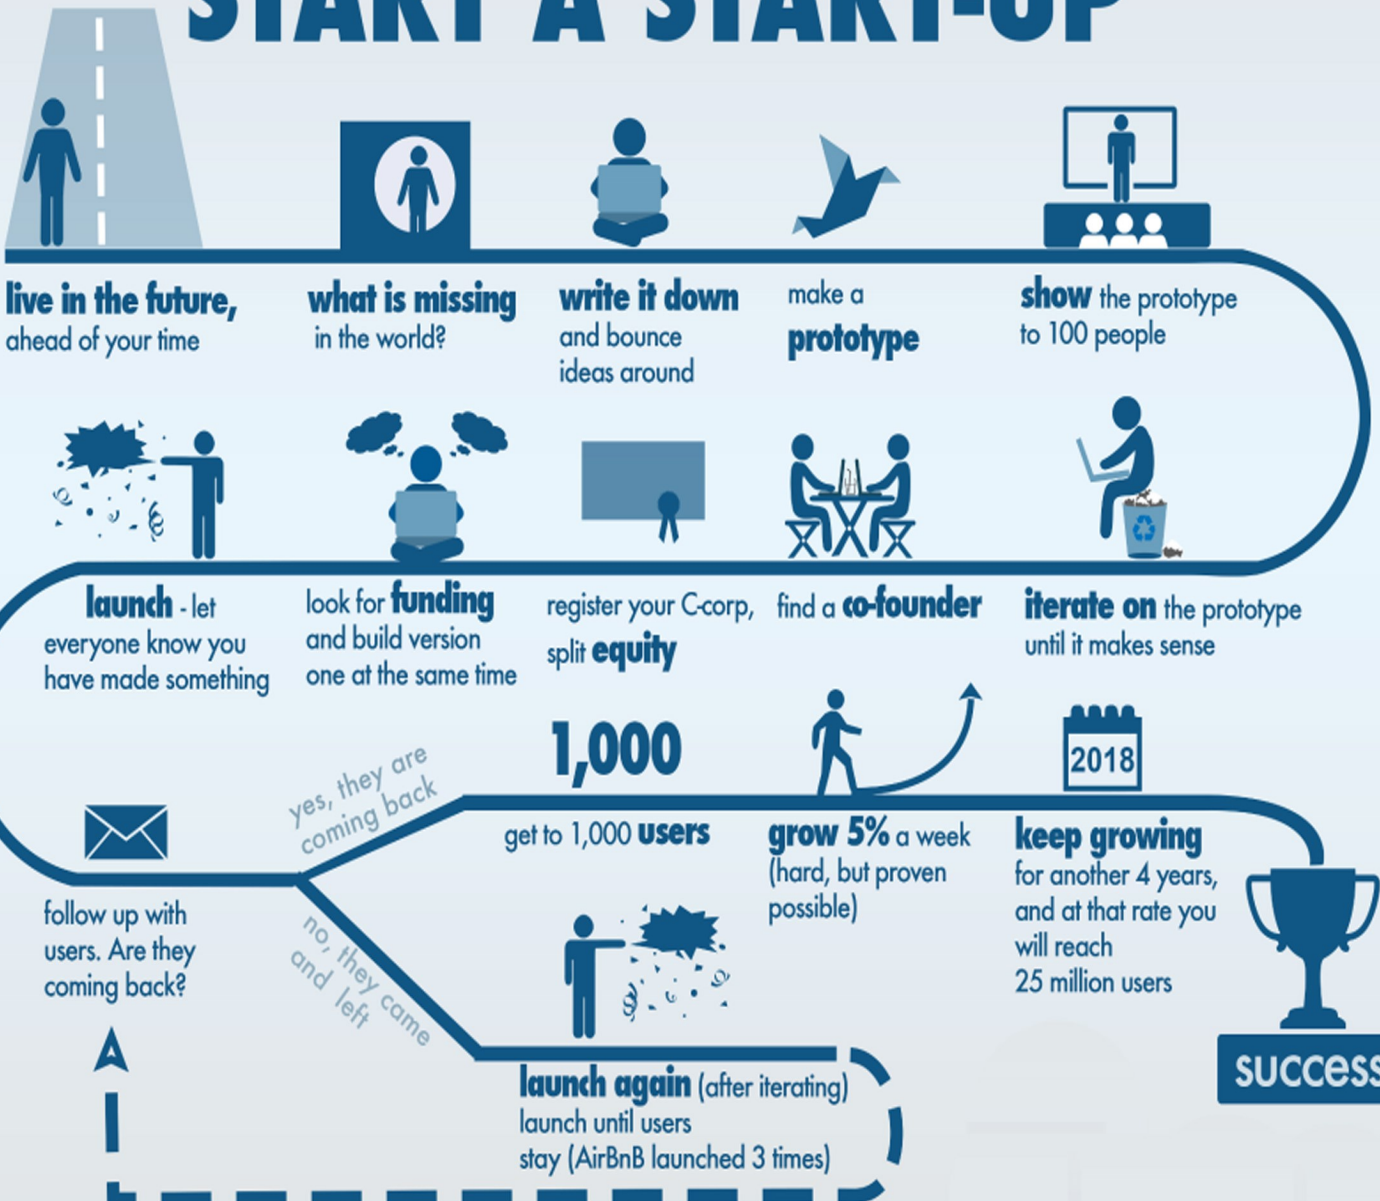 START A START-UP
live in the future,
ahead of your time
what is missing
in the world?
write it down
and bounce
ideas around
make a
prototype
show the prototype
to 100 people
launch - let
everyone know you
have made something
look for funding
and build version
one at the same time
register your C-corp,
split equity
find a co-founder
iterate on the prototype
until it makes sense
follow up with
users. Are they
coming back?
yes, they are
coming back
no, they came
and left
1,000
get to 1,000 users
grow 5% a week
(hard, but proven
possible)
2018
keep growing
for another 4 years,
and at that rate you
will reach
25 million users
success
launch again (after iterating)
launch until users
stay (AirBnB launched 3 times)